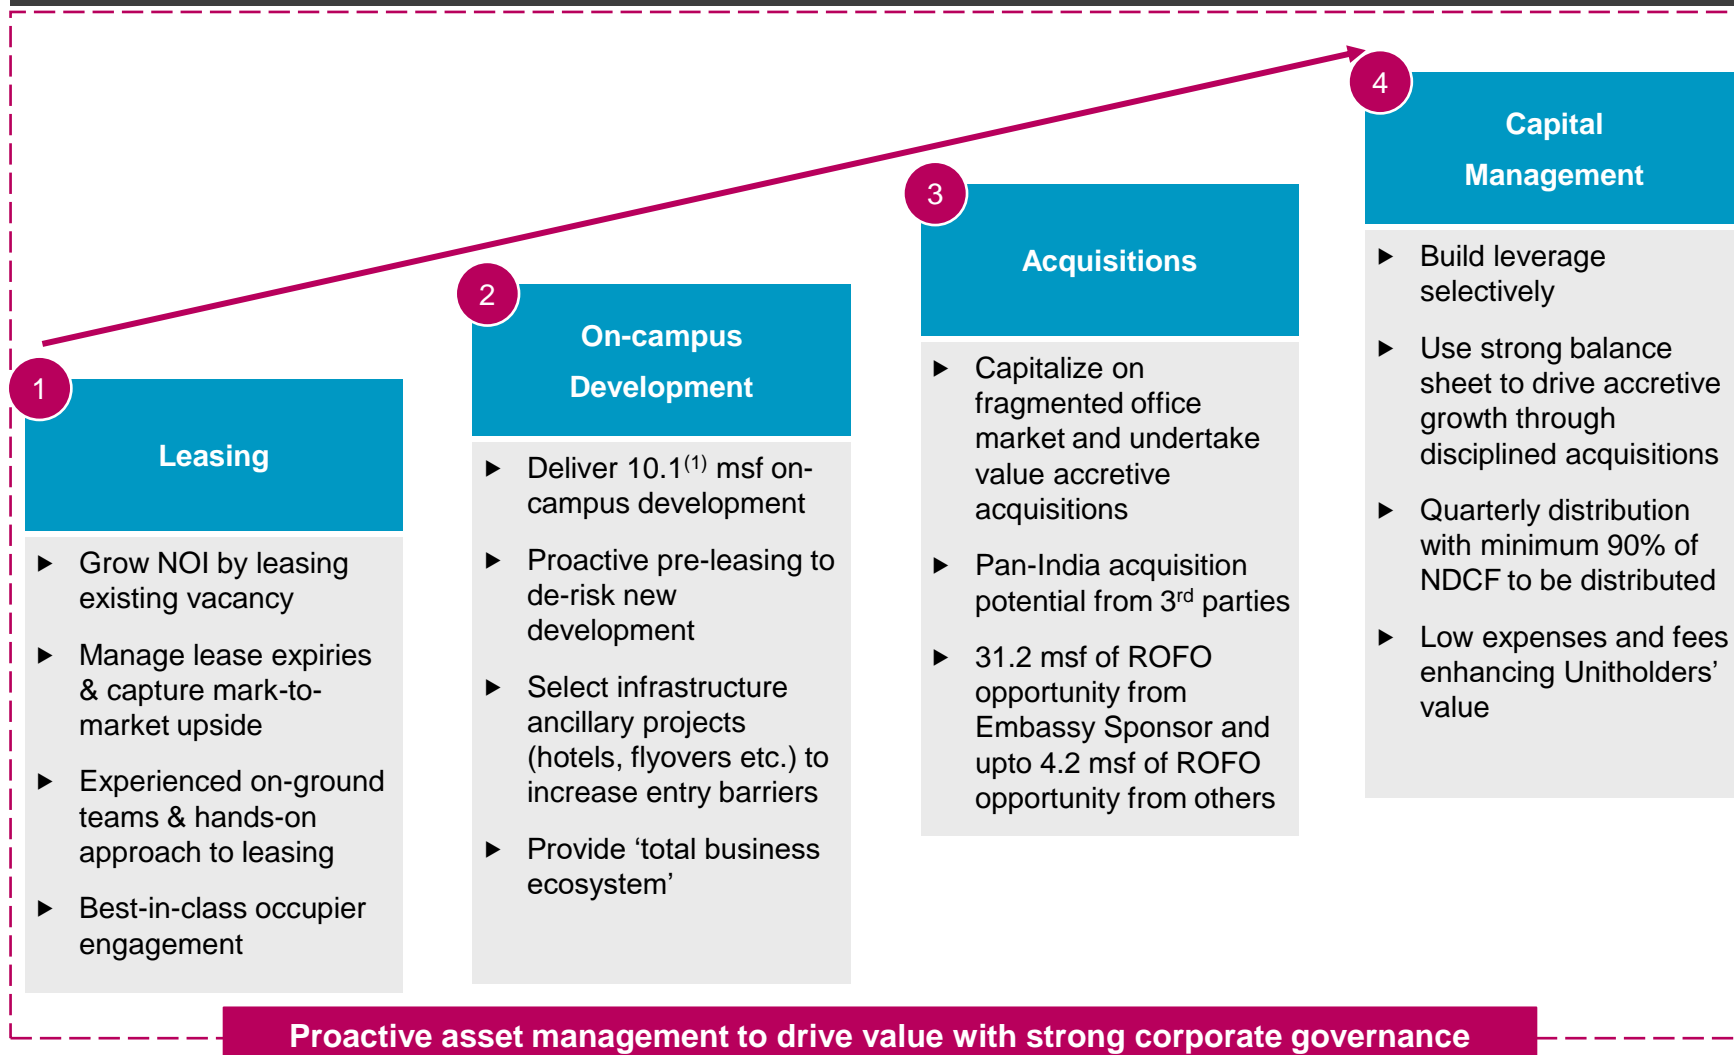 1
Leasing
► Grow NOI by leasing
existing vacancy
► Manage lease expiries
& capture mark-to-
market upside
► Experienced on-ground
teams & hands-on
approach to leasing
► Best-in-class occupier
engagement
2
On-campus
Development
► Deliver 10.1(1) msf on-
campus development
► Proactive pre-leasing to
de-risk new
development
► Select infrastructure
ancillary projects
(hotels, flyovers etc.) to
increase entry barriers
► Provide ‘total business
ecosystem’
3
Acquisitions
► Capitalize on
fragmented office
market and undertake
value accretive
acquisitions
► Pan-India acquisition
potential from 3rd parties
► 31.2 msf of ROFO
opportunity from
Embassy Sponsor and
upto 4.2 msf of ROFO
opportunity from others
4
Capital
Management
► Build leverage
selectively
► Use strong balance
sheet to drive accretive
growth through
disciplined acquisitions
► Quarterly distribution
with minimum 90% of
NDCF to be distributed
► Low expenses and fees
enhancing Unitholders’
value
Proactive asset management to drive value with strong corporate governance